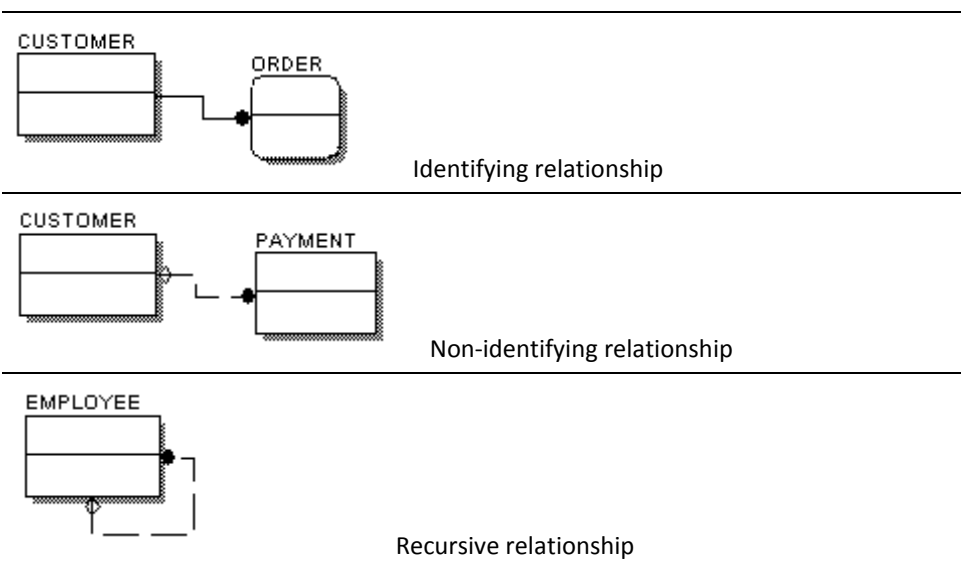 CUSTOMER
ORDER
Identifying relationship
CUSTOMER
PAYMENT
Non-identifying relationship
EMPLOYEE
Recursive relationship